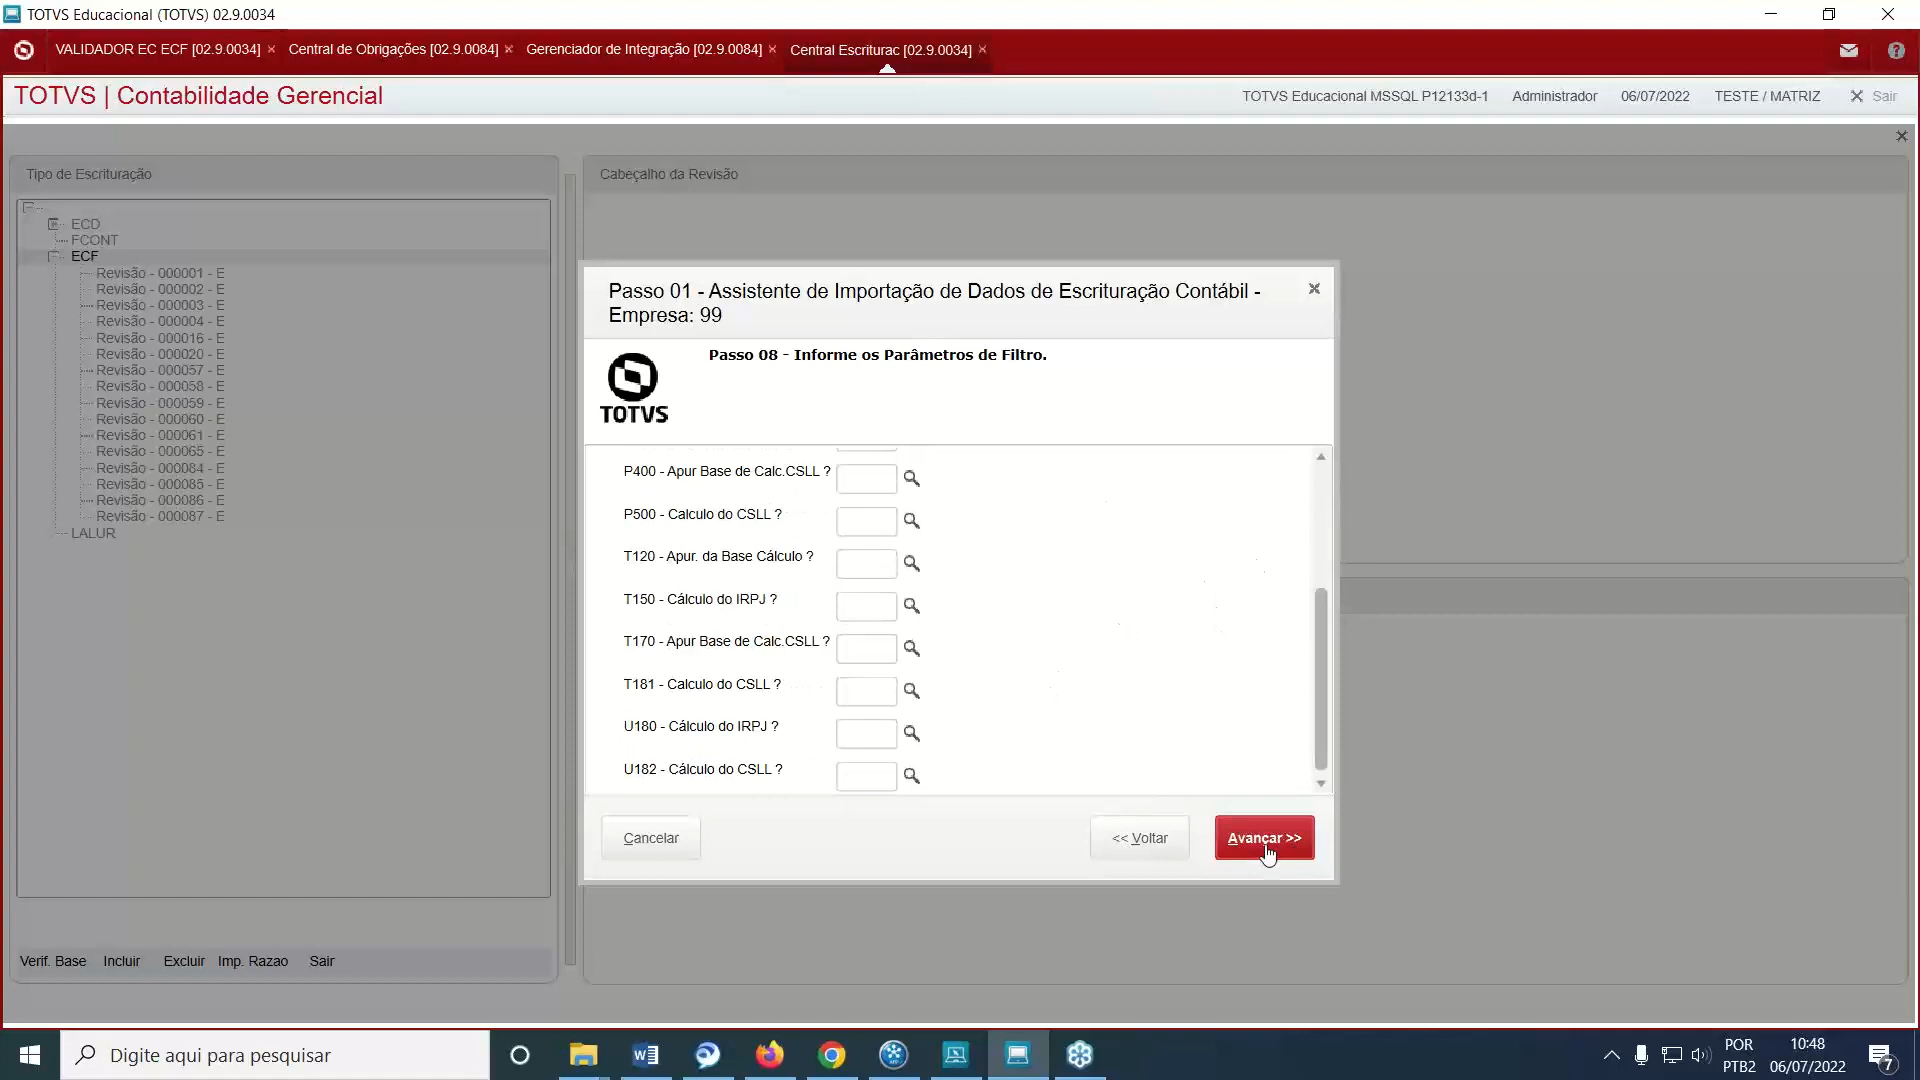 TOTVS Educacional (TOTVS) 02.9.0034
VALIDADOR EC ECF [02.9.0034]
Central de Obrigações [02.9.0084]
Gerenciador de Integração [02.9.0084]
Central Escriturac [02.9.0034]
TOTVS | Contabilidade Gerencial
TOTVS Educacional MSSQL P12133d-1
Administrador
06/07/2022
TESTE / MATRIZ
Sair
Tipo de Escrituração
Cabeçalho da Revisão
ECD
FCONT
ECF
Revisão - 000001 - E
Revisão - 000002 - E
Revisão - 000003 - E
Revisão - 000004 - E
Revisão - 000016 - E
Revisão - 000020 - E
Revisão - 000057 - E
Revisão - 000058 - E
Revisão - 000059 - E
Revisão - 000060 - E
Revisão - 000061 - E
Revisão - 000065 - E
Revisão - 000084 - E
Revisão - 000085 - E
Revisão - 000086 - E
Revisão - 000087 - E
LALUR
Verif. Base
Incluir
Excluir
Imp. Razao
Sair
Passo 01 - Assistente de Importação de Dados de Escrituração Contábil -
Empresa: 99
Passo 08 - Informe os Parâmetros de Filtro.
TOTVS
P400 - Apur Base de Calc.CSLL ?
P500 - Calculo do CSLL ?
T120 - Apur. da Base Cálculo ?
T150 - Cálculo do IRPJ ?
T170 - Apur Base de Calc.CSLL ?
T181 - Calculo do CSLL ?
U180 - Cálculo do IRPJ ?
U182 - Cálculo do CSLL ?
Cancelar
<< Voltar
Avançar >>
Digite aqui para pesquisar
POR
PTB2
10:48
06/07/2022
7